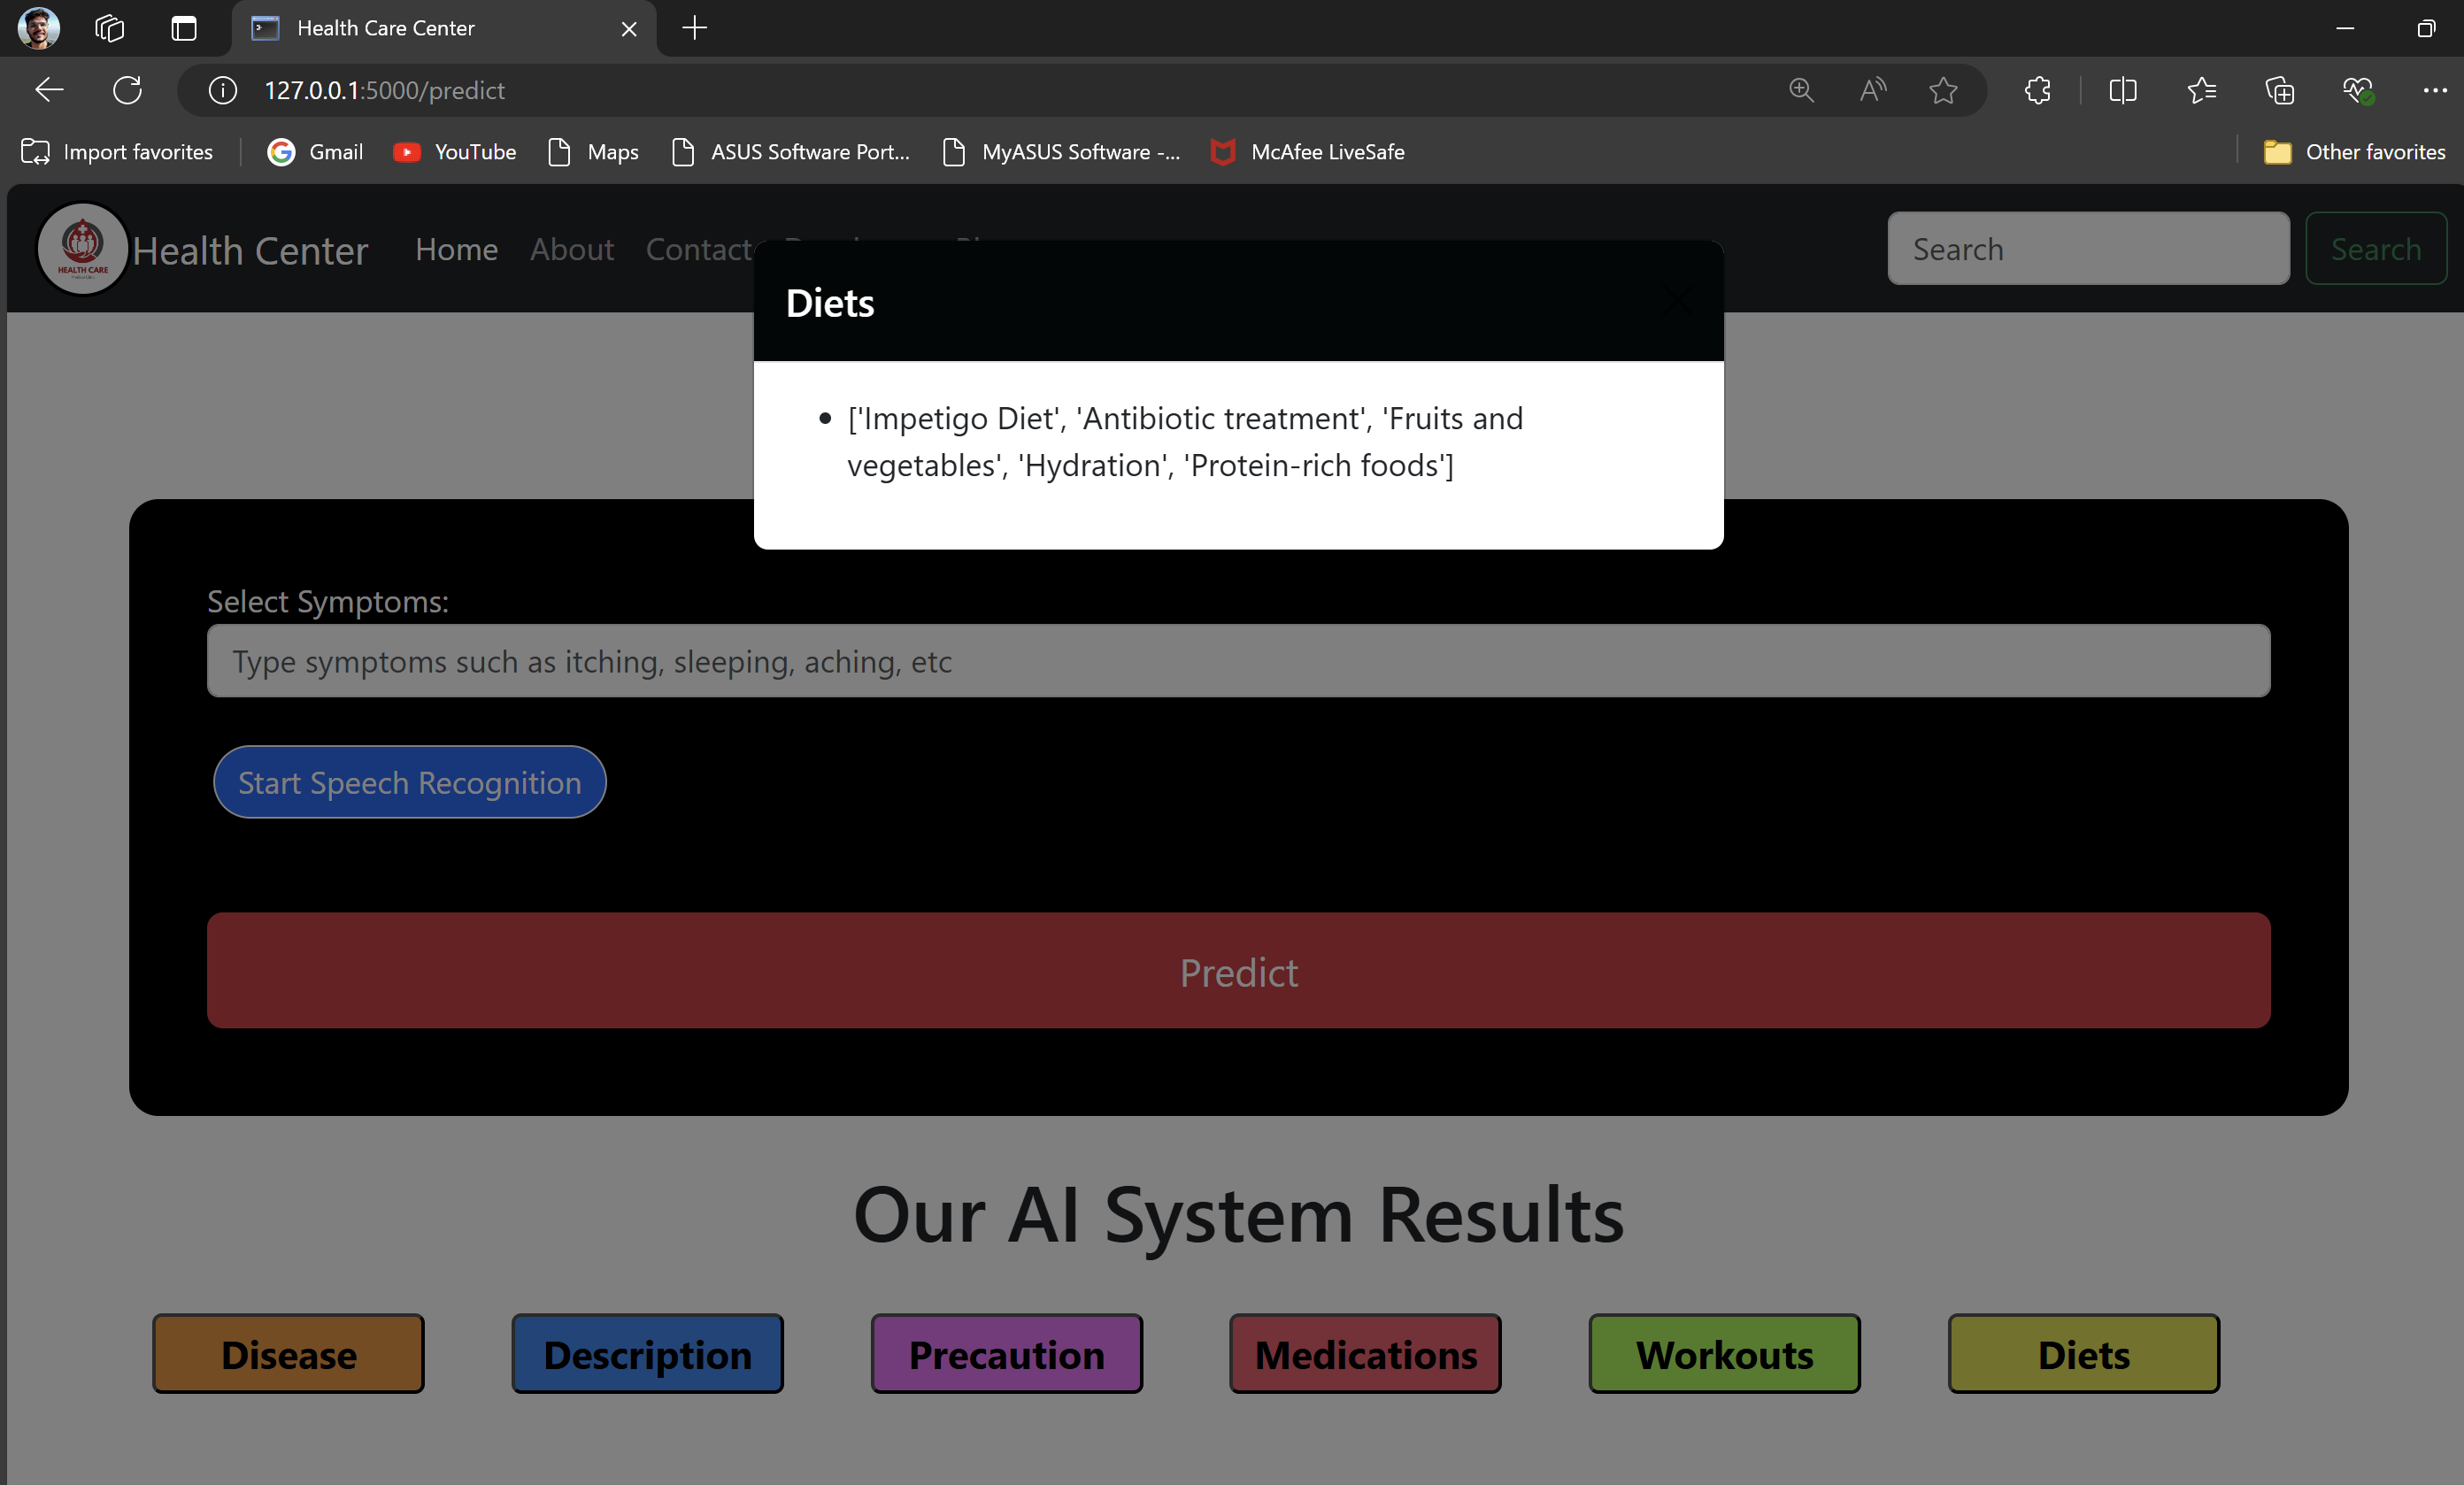 Health Care Center
127.0.0.1:5000/predict
Import favorites
Gmail
YouTube
Maps
ASUS Software Port...
MyASUS Software -...
McAfee LiveSafe
Other favorites
HEALTH CARE
Health Center
Home
About
Contact
Search
Search
Diets
['Impetigo Diet', 'Antibiotic treatment', 'Fruits and
vegetables', 'Hydration', 'Protein-rich foods']
Select Symptoms:
Type symptoms such as itching, sleeping, aching, etc
Start Speech Recognition
Predict
Our AI System Results
Disease
Description
Precaution
Medications
Workouts
Diets